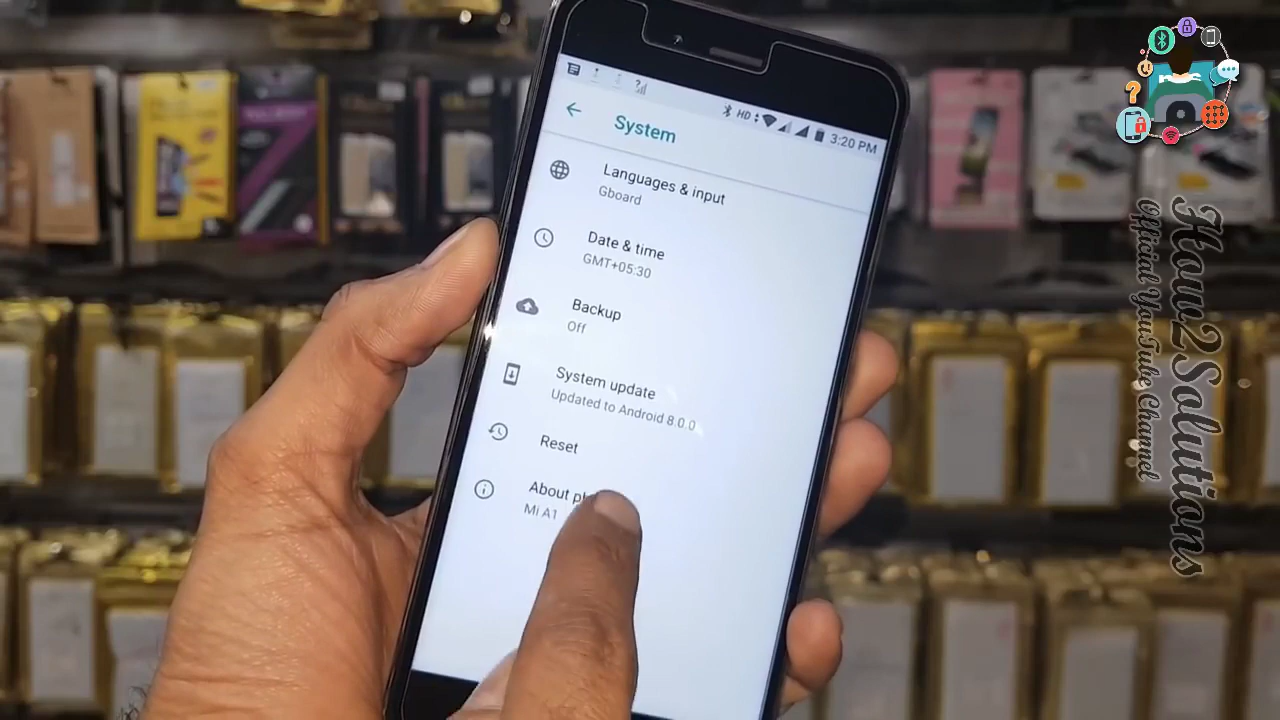 HD
3:20 PM
System
Languages & input
Gboard
Date & time
GMT+05:30
Backup
Off
System update
Updated to Android 8.0.0
Reset
About
Mi A1
How2Solutions
Official YouTube Channel